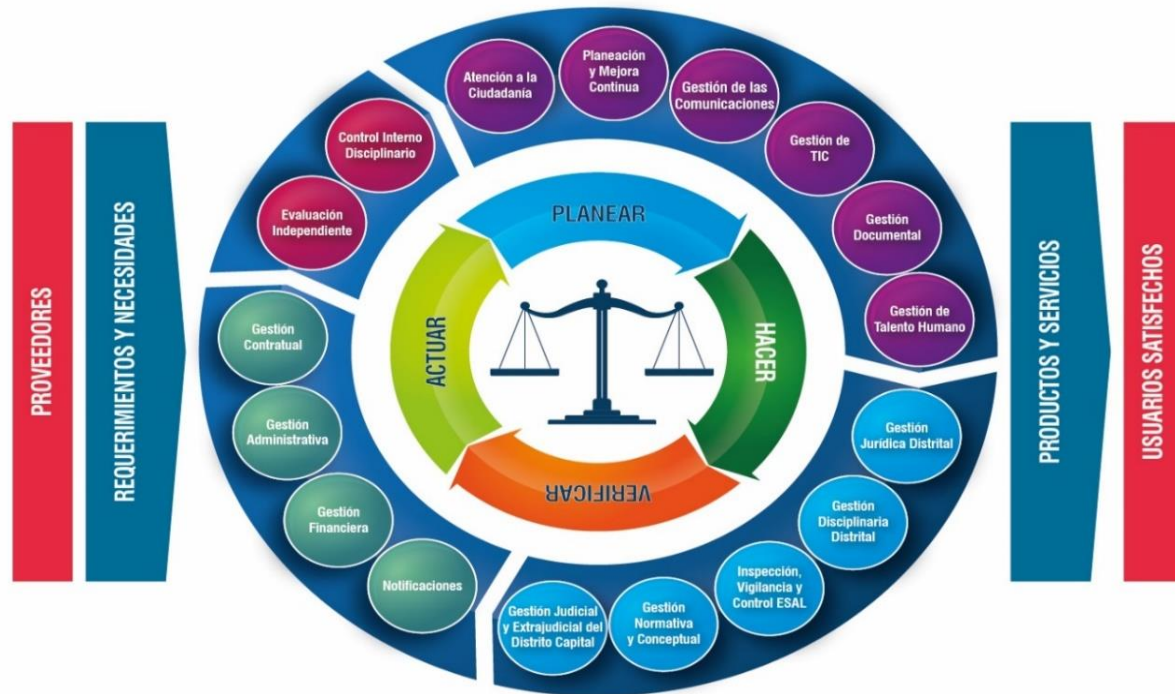 PROVEEDORES
REQUERIMIENTOS Y NECESIDADES
Atención a la
Ciudadanía
Planeación
y Mejora
Continua
Gestión de las
Comunicaciones
Gestión de
TIC
Gestión
Documental
Gestión de
Talento Humano
Control Interno
Disciplinario
Evaluación
Independiente
PLANEAR
HACER
VERIFICAR
ACTUAR
Gestión
Contractual
Gestión
Administrativa
Gestión
Financiera
Notificaciones
Gestión
Jurídica Distrital
Gestión
Disciplinaria
Distrital
Inspección,
Vigilancia y
Control ESAL
Gestión
Normativa
y Conceptual
Gestión Judicial
y Extrajudicial del
Distrito Capital
PRODUCTOS Y SERVICIOS
USUARIOS SATISFECHOS